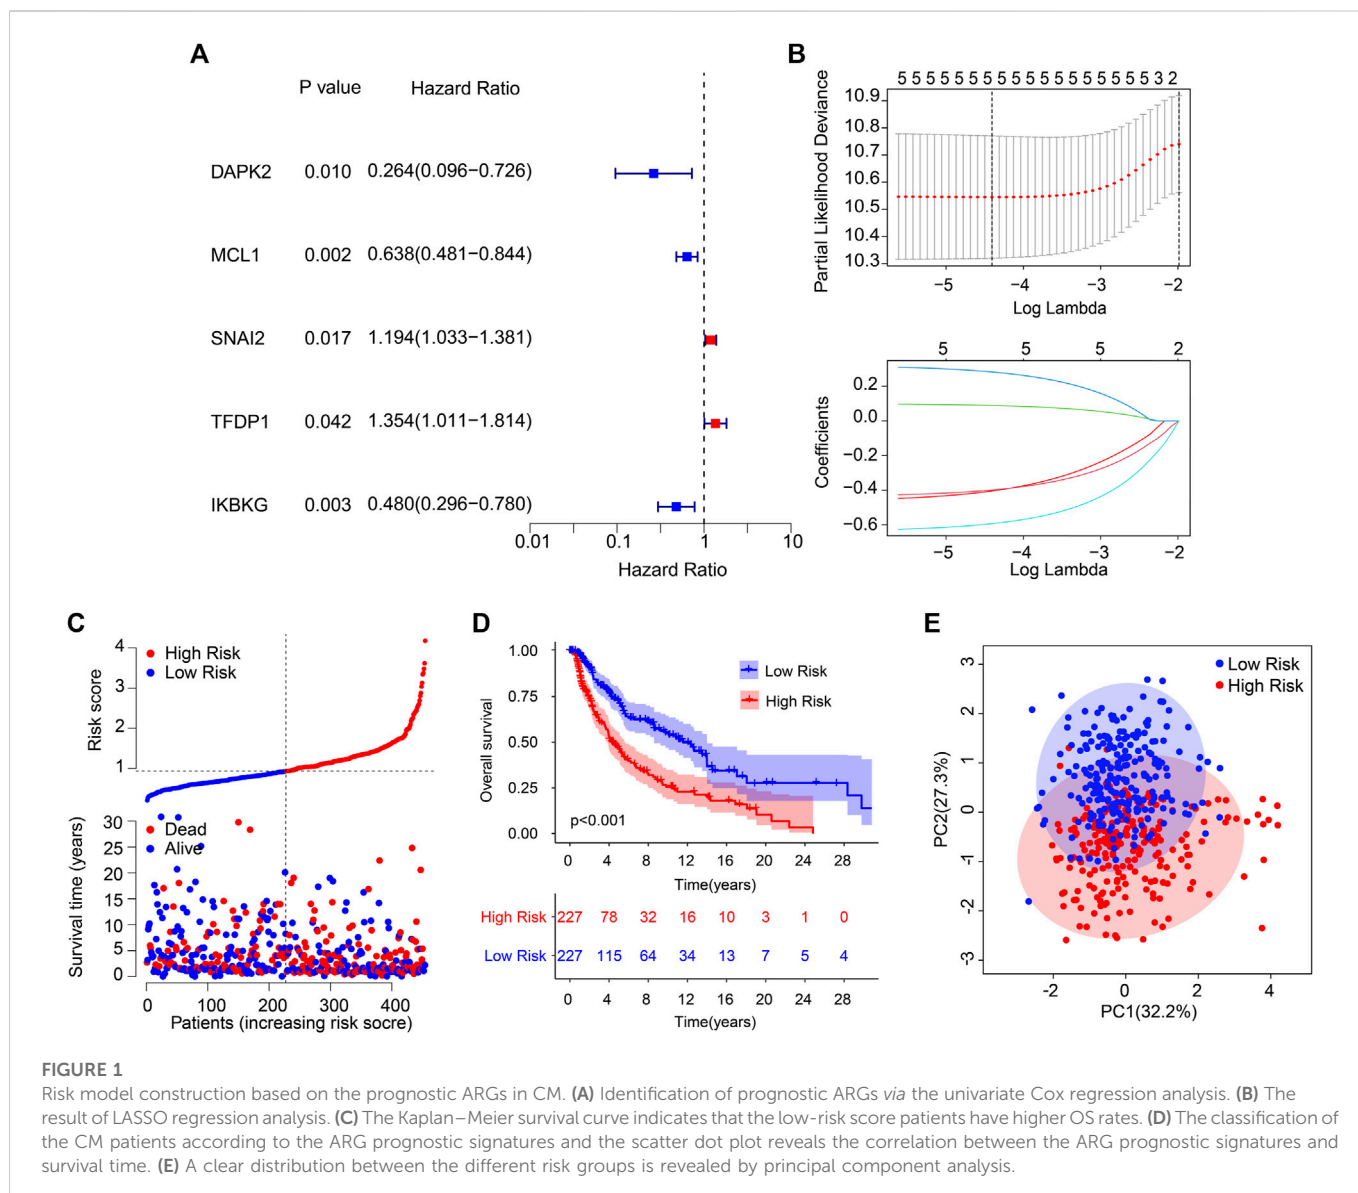 A
P value Hazard Ratio
DAPK2 0.010 0.264(0.096−0.726)
MCL1 0.002 0.638(0.481−0.844)
SNAI2 0.017 1.194(1.033−1.381)
TFDP1 0.042 1.354(1.011−1.814)
IKBKG 0.003 0.480(0.296−0.780)
0.01 0.1 1 10
Hazard Ratio
B
5 5 5 5 5 5 5 5 5 5 5 5 5 5 5 5 5 5 3 2
Partial Likelihood Deviance
10.9
10.8
10.7
10.6
10.5
10.4
10.3
−5 −4 −3 −2
Log Lambda
5 5 5 2
Coefficients
0.2
0.0
−0.2
−0.4
−0.6
−5 −4 −3 −2
Log Lambda
C
Risk score
4
3
2
1
High Risk
Low Risk
Survival time (years)
30
25
20
15
10
5
0
Dead
Alive
0 100 200 300 400
Patients (increasing risk socre)
D
Overall survival
1.00
0.75
0.50
0.25
0.00
Low Risk
High Risk
p<0.001
0 4 8 12 16 20 24 28
Time(years)
High Risk 227 78 32 16 10 3 1 0
Low Risk 227 115 64 34 13 7 5 4
0 4 8 12 16 20 24 28
Time(years)
E
PC2(27.3%)
3
2
1
0
-1
-2
-3
Low Risk
High Risk
-2 0 2 4
PC1(32.2%)
FIGURE 1
Risk model construction based on the prognostic ARGs in CM. (A) Identification of prognostic ARGs via the univariate Cox regression analysis. (B) The
result of LASSO regression analysis. (C) The Kaplan–Meier survival curve indicates that the low-risk score patients have higher OS rates. (D) The classification of
the CM patients according to the ARG prognostic signatures and the scatter dot plot reveals the correlation between the ARG prognostic signatures and
survival time. (E) A clear distribution between the different risk groups is revealed by principal component analysis.